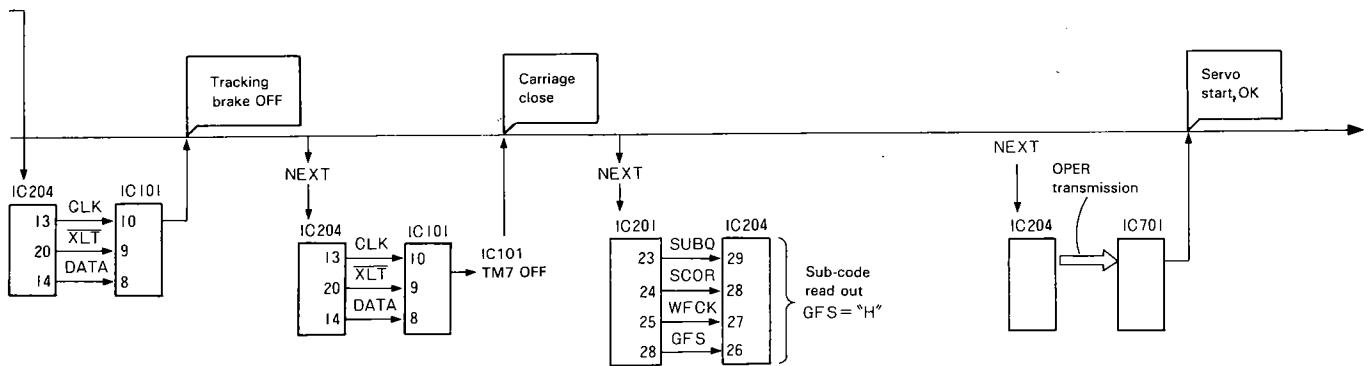 Tracking
brake OFF
Carriage
close
Servo
start, OK
NEXT
NEXT
NEXT
IC204 IC101
13 CLK 10
20 XLT 9
14 DATA 8
IC204 IC101
13 CLK 10
20 XLT 9
14 DATA 8
IC101
TM7 OFF
IC201 IC204
23 SUBQ 29
24 SCOR 28
25 WFCK 27
28 GFS 26
Sub-code
read out
GFS = "H"
OPER
transmission
IC204 IC701